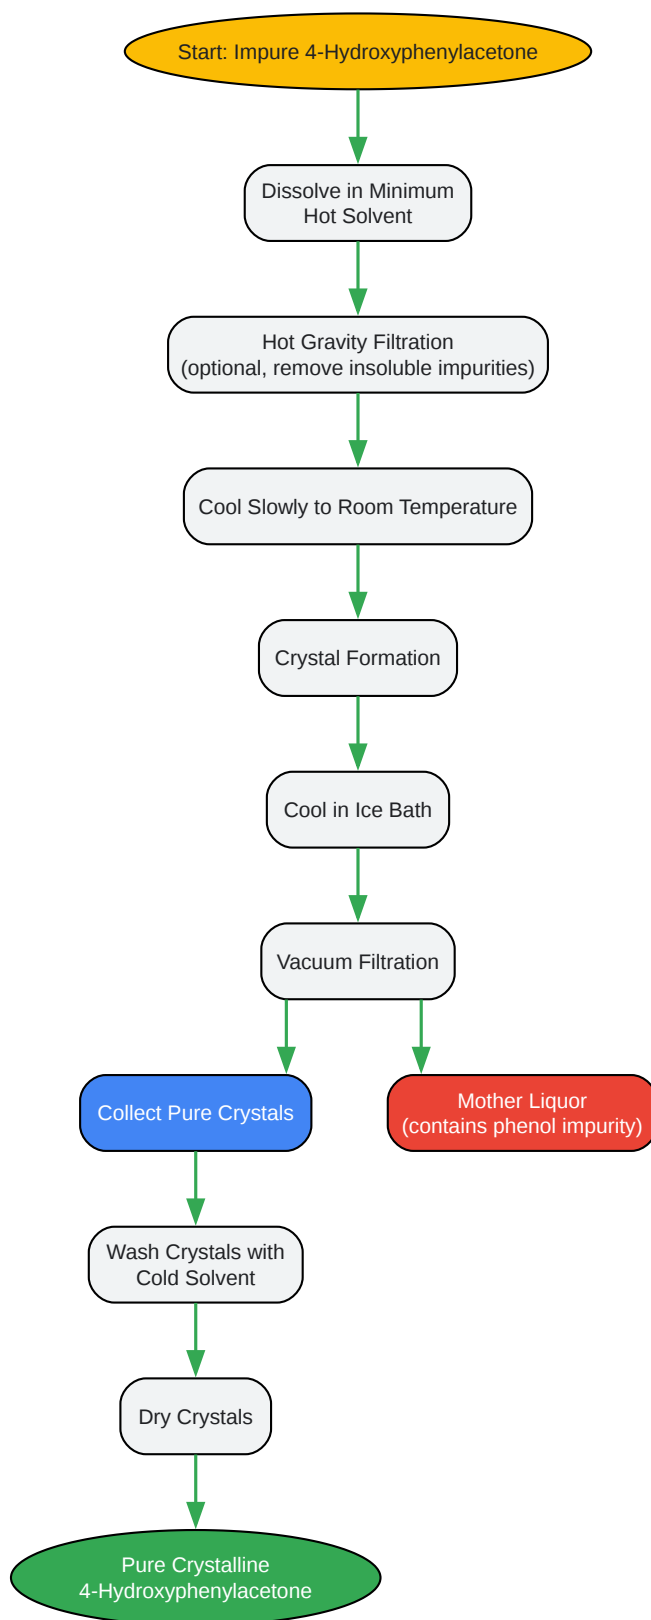 Start: Impure 4-Hydroxyphenylacetone
Dissolve in Minimum
Hot Solvent
Hot Gravity Filtration
(optional, remove insoluble impurities)
Cool Slowly to Room Temperature
Crystal Formation
Cool in Ice Bath
Vacuum Filtration
Collect Pure Crystals
Mother Liquor
(contains phenol impurity)
Wash Crystals with
Cold Solvent
Dry Crystals
Pure Crystalline
4-Hydroxyphenylacetone